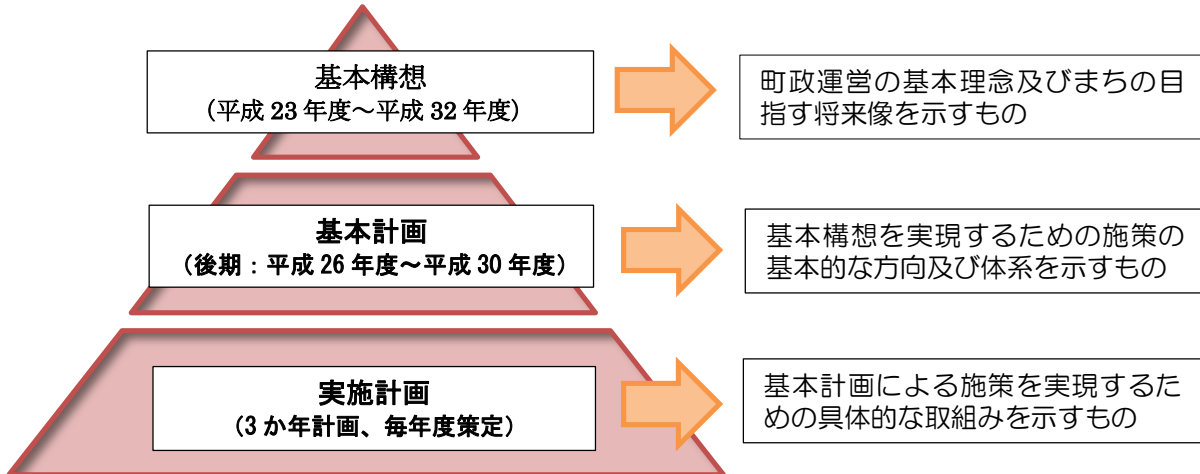 基本構想
(平成 23 年度～平成 32 年度)
町政運営の基本理念及びまちの目
指す将来像を示すもの
基本計画
(後期：平成 26 年度～平成 30 年度)
基本構想を実現するための施策の
基本的な方向及び体系を示すもの
実施計画
(3 か年計画、毎年度策定)
基本計画による施策を実現するた
めの具体的な取組みを示すもの